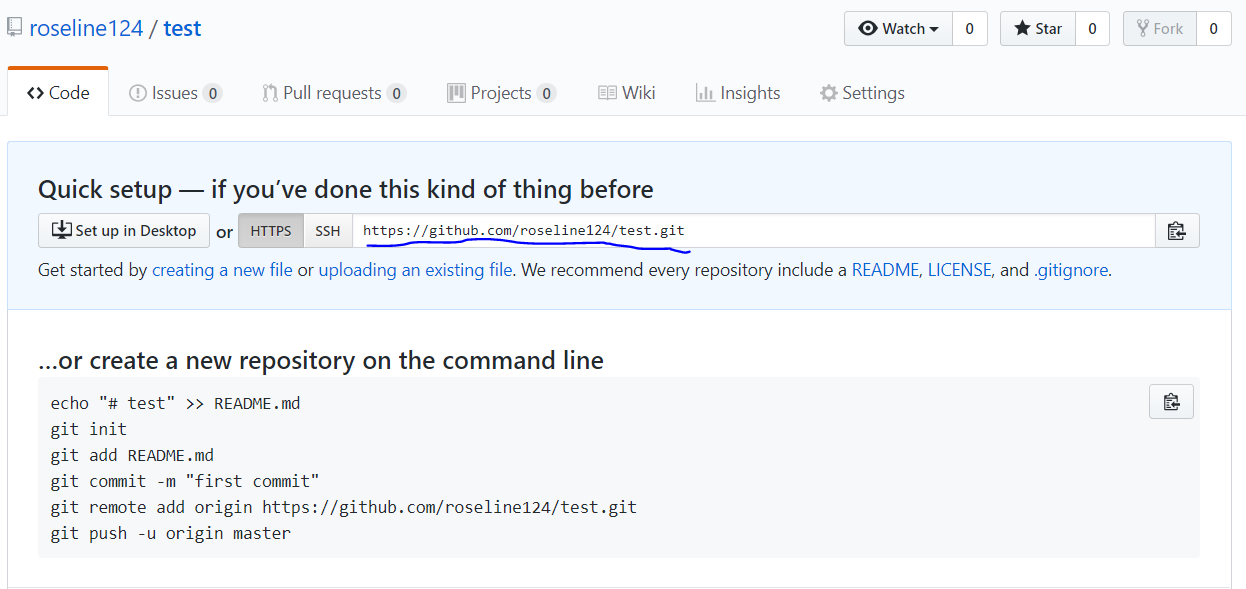 roseline124 / test
Watch 0 Star 0 Fork 0
Code Issues 0 Pull requests 0 Projects 0 Wiki Insights Settings
Quick setup — if you’ve done this kind of thing before
Set up in Desktop or HTTPS SSH https://github.com/roseline124/test.git
Get started by creating a new file or uploading an existing file. We recommend every repository include a README, LICENSE, and .gitignore.
…or create a new repository on the command line
echo "# test" >> README.md
git init
git add README.md
git commit -m "first commit"
git remote add origin https://github.com/roseline124/test.git
git push -u origin master